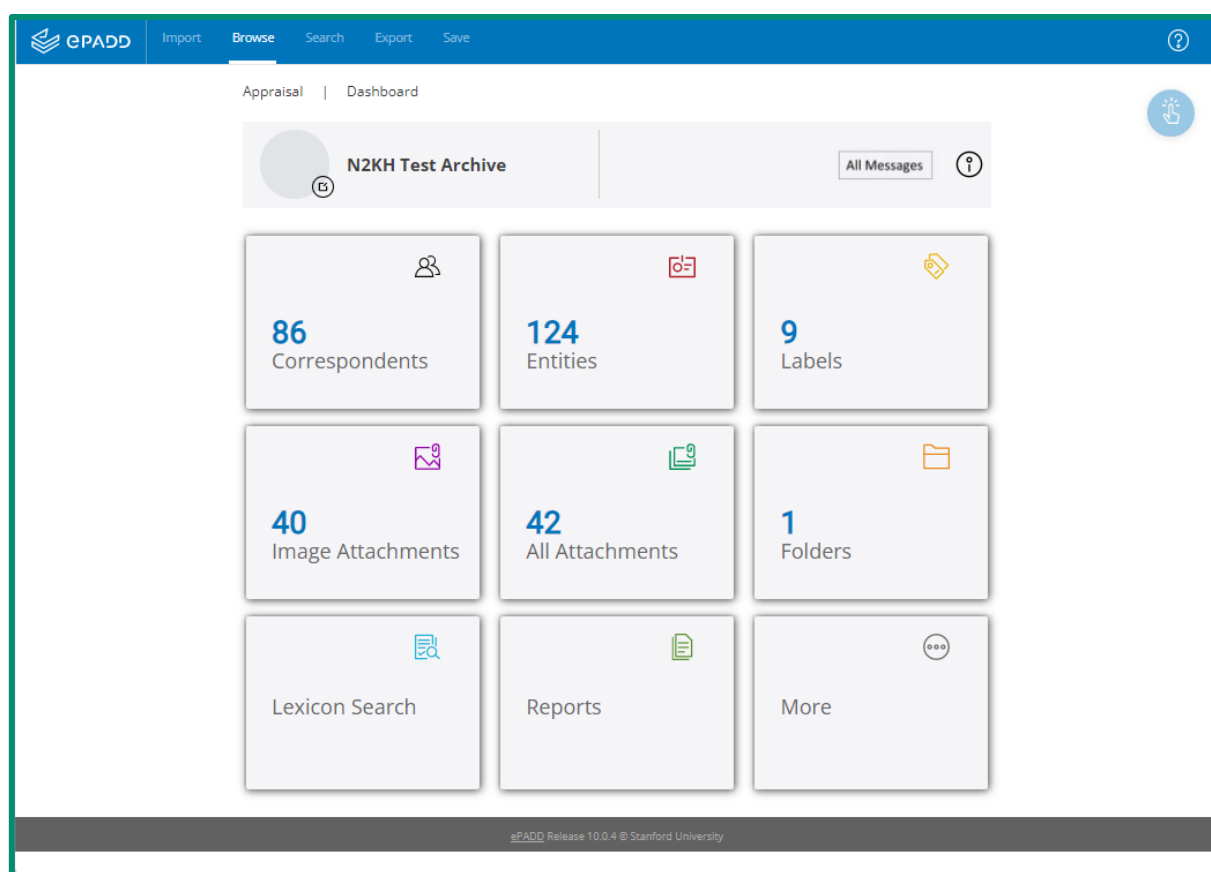 ePADD Import Browse Search Export Save
Appraisal | Dashboard
N2KH Test Archive All Messages
86 124 9
Correspondents Entities Labels
40 42 1
Image Attachments All Attachments Folders
Lexicon Search Reports More
ePADD Release 10.0.4 © Stanford University